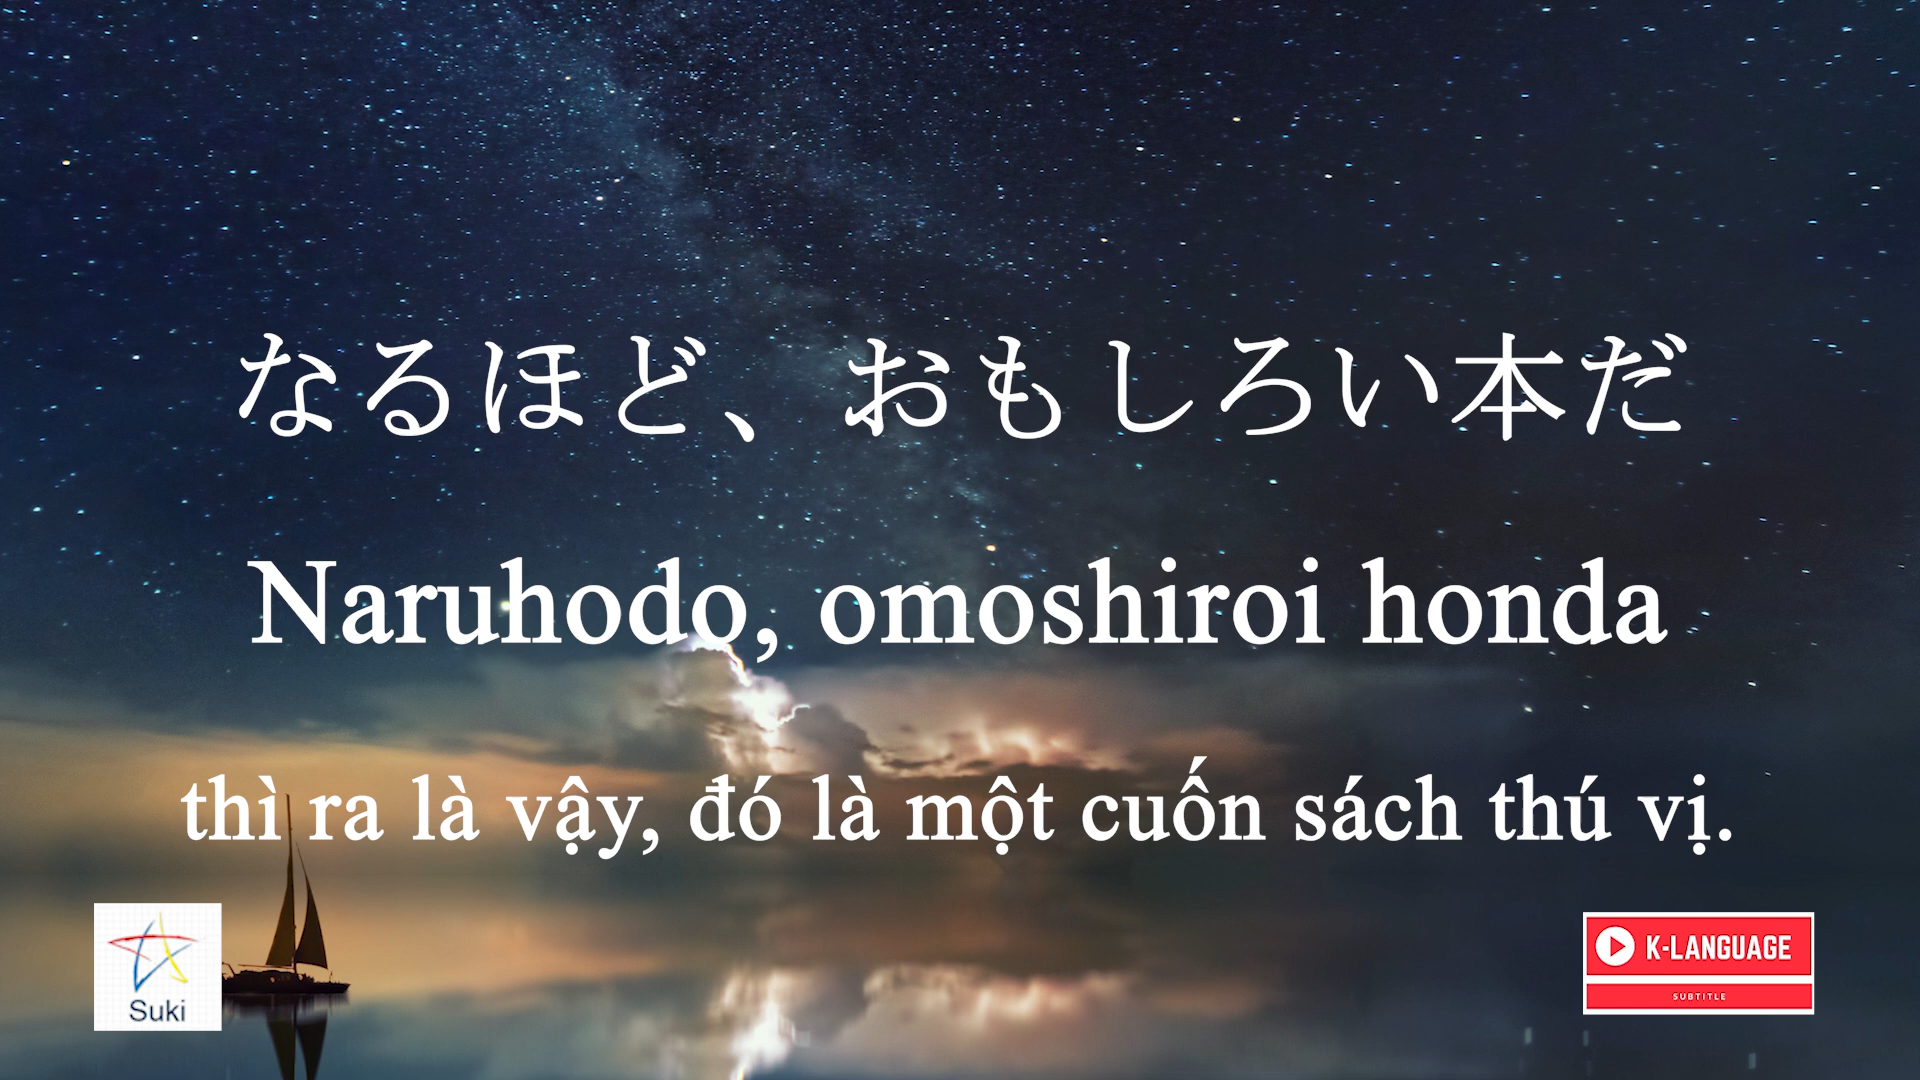 なるほど、おもしろい本だ
Naruhodo, omoshiroi honda
thì ra là vậy, đó là một cuốn sách thú vị.
Suki
K-LANGUAGE
SUBTITLE